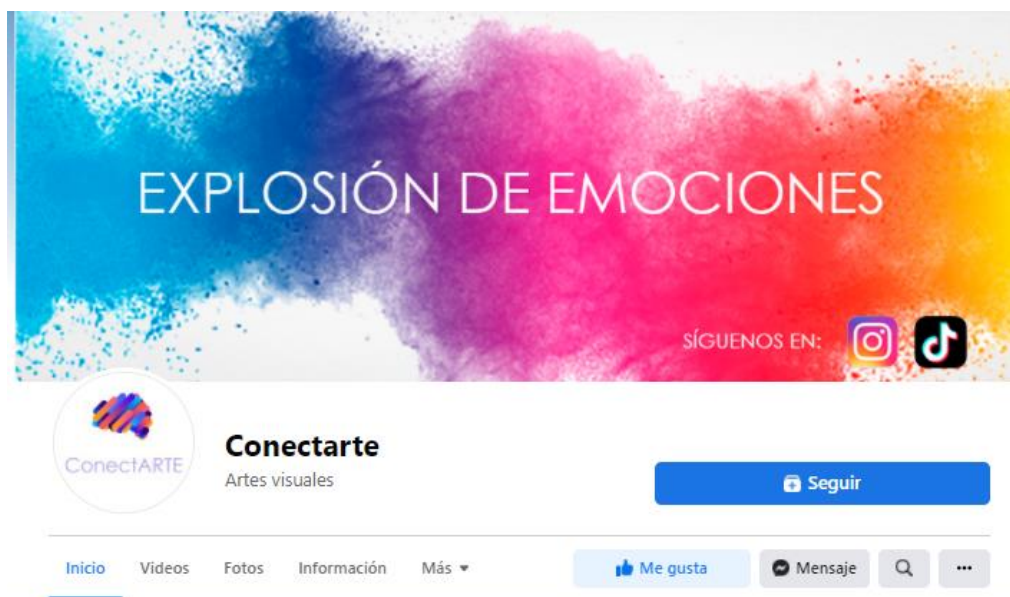 EXPLOSIÓN DE EMOCIONES
SÍGUENOS EN:
ConectARTE
Conectarte
Artes visuales
Seguir
Inicio Videos Fotos Información Más Me gusta Mensaje